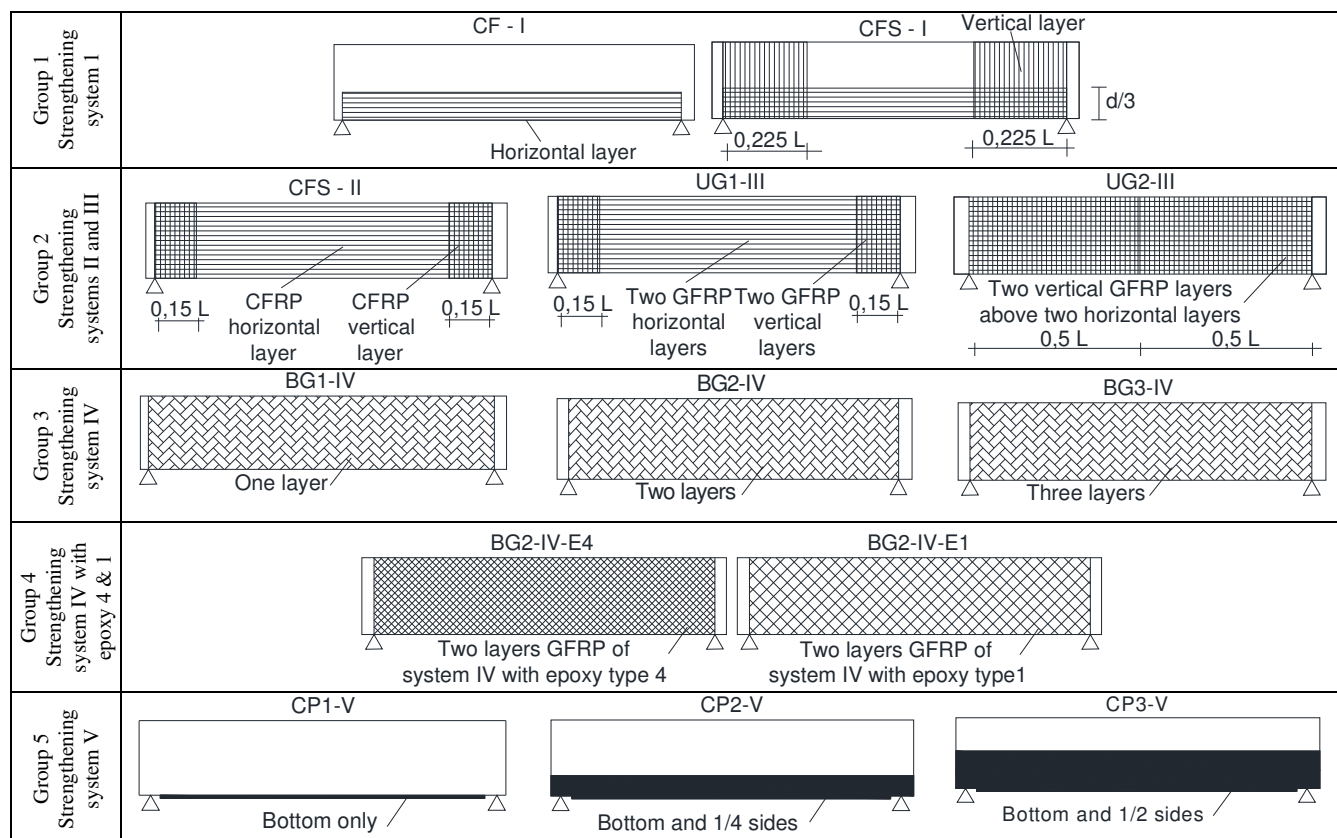 Group 1
Strengthening
system 1
CF - I
Horizontal layer
CFS - I
Vertical layer
d/3
0,225 L
0,225 L
Group 2
Strengthening
systems II and III
CFS - II
0,15 L
CFRP
horizontal
layer
CFRP
vertical
layer
0,15 L
UG1-III
0,15 L
Two GFRP
horizontal
layers
Two GFRP
vertical
layers
0,15 L
UG2-III
Two vertical GFRP layers
above two horizontal layers
0,5 L
0,5 L
Group 3
Strengthening
system IV
BG1-IV
One layer
BG2-IV
Two layers
BG3-IV
Three layers
Group 4
Strengthening
system IV with
epoxy 4 & 1
BG2-IV-E4
Two layers GFRP of
system IV with epoxy type 4
BG2-IV-E1
Two layers GFRP of
system IV with epoxy type1
Group 5
Strengthening
system V
CP1-V
Bottom only
CP2-V
Bottom and 1/4 sides
CP3-V
Bottom and 1/2 sides